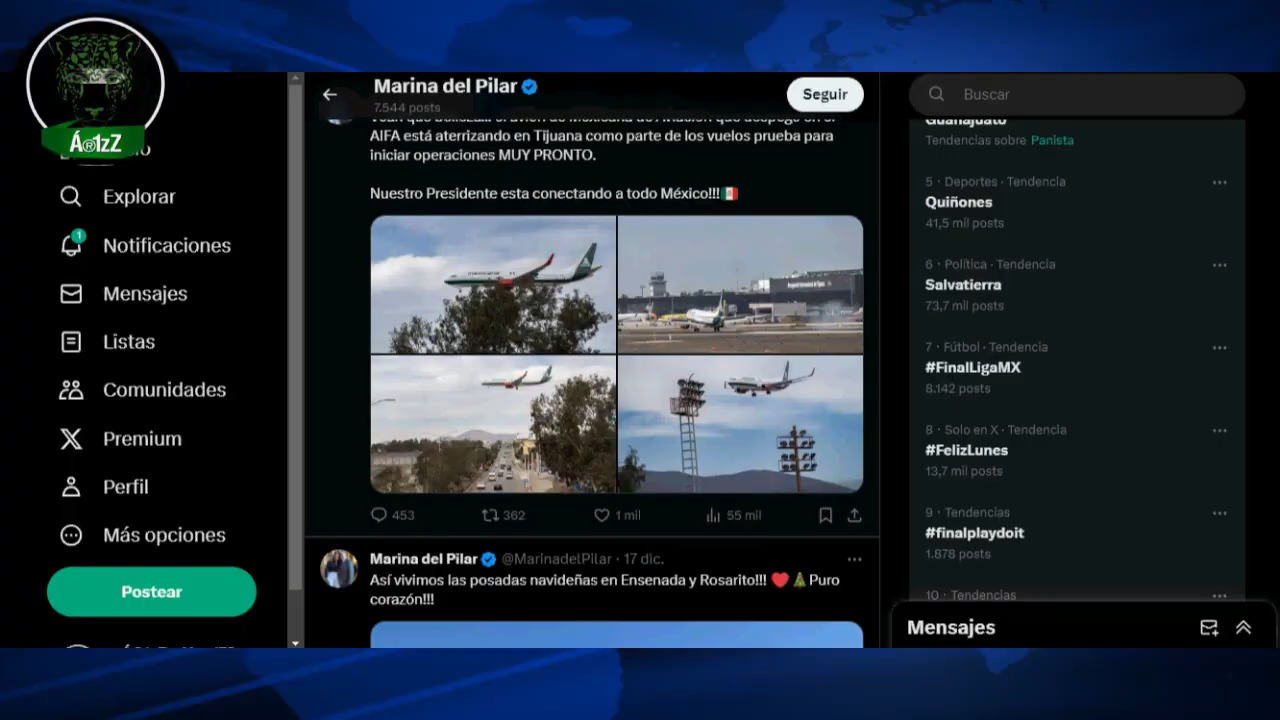 Á®1zZ
Explorar
1
Notificaciones
Mensajes
Listas
Comunidades
Premium
Perfil
Más opciones
Postear
Marina del Pilar
7.544 posts
Seguir
AIFA está aterrizando en Tijuana como parte de los vuelos prueba para
iniciar operaciones MUY PRONTO.
Nuestro Presidente esta conectando a todo México!!!🇲🇽
453 362 1 mil 55 mil
Marina del Pilar @MarinadelPilar · 17 dic.
Así vivimos las posadas navideñas en Ensenada y Rosarito!!! ❤️🎄Puro
corazón!!!
Buscar
Guanajuato
Tendencias sobre Panista
5 · Deportes · Tendencia
Quiñones
41,5 mil posts
6 · Política · Tendencia
Salvatierra
73,7 mil posts
7 · Fútbol · Tendencia
#FinalLigaMX
8.142 posts
8 · Solo en X · Tendencia
#FelizLunes
13,7 mil posts
9 · Tendencias
#finalplaydoit
1.878 posts
10 · Tendencias
Mensajes